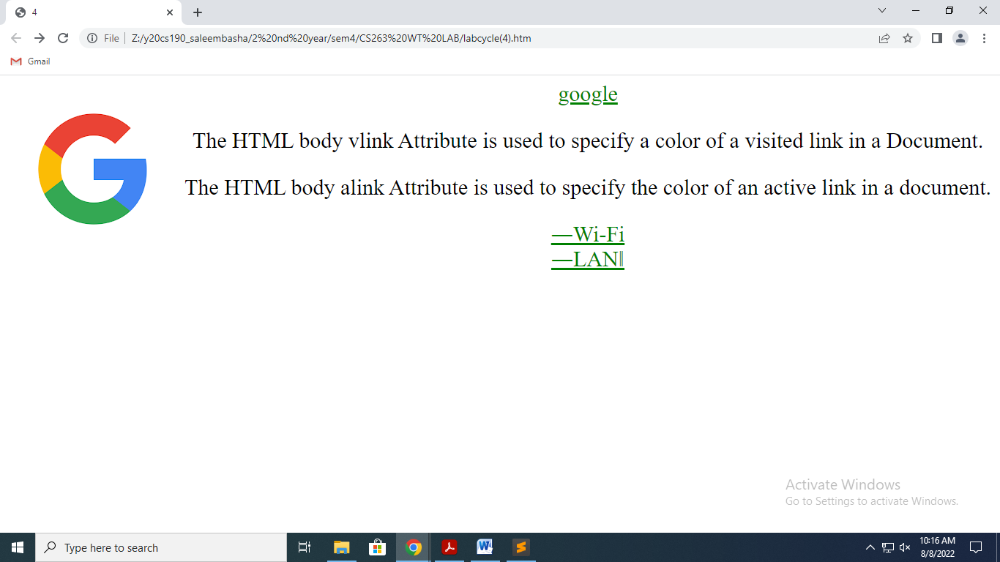 4
File
Z:/y20cs190_saleembasha/2%20nd%20year/sem4/CS263%20WT%20LAB/labcycle(4).htm
Gmail
google
The HTML body vlink Attribute is used to specify a color of a visited link in a Document.
The HTML body alink Attribute is used to specify the color of an active link in a document.
—Wi-Fi
—LAN
Activate Windows
Go to Settings to activate Windows.
Type here to search
10:16 AM
8/8/2022